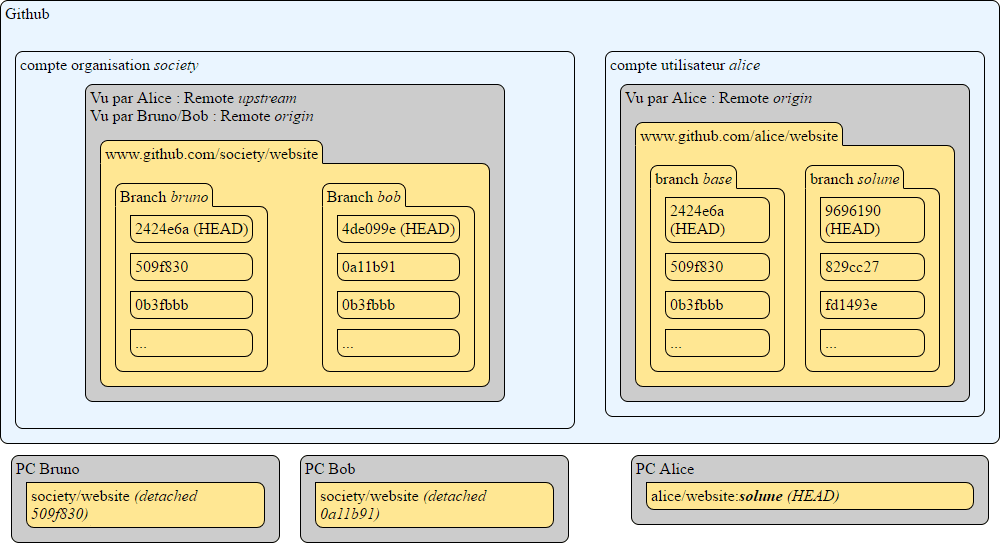 Github
compte organisation society
Vu par Alice : Remote upstream
Vu par Bruno/Bob : Remote origin
www.github.com/society/website
Branch bruno
2424e6a (HEAD)
509f830
0b3fbbb
...
Branch bob
4de099e (HEAD)
0a11b91
0b3fbbb
...
compte utilisateur alice
Vu par Alice : Remote origin
www.github.com/alice/website
branch base
2424e6a
(HEAD)
509f830
0b3fbbb
...
branch solune
9696190
(HEAD)
829cc27
fd1493e
...
PC Bruno
society/website (detached
509f830)
PC Bob
society/website (detached
0a11b91)
PC Alice
alice/website:solune (HEAD)